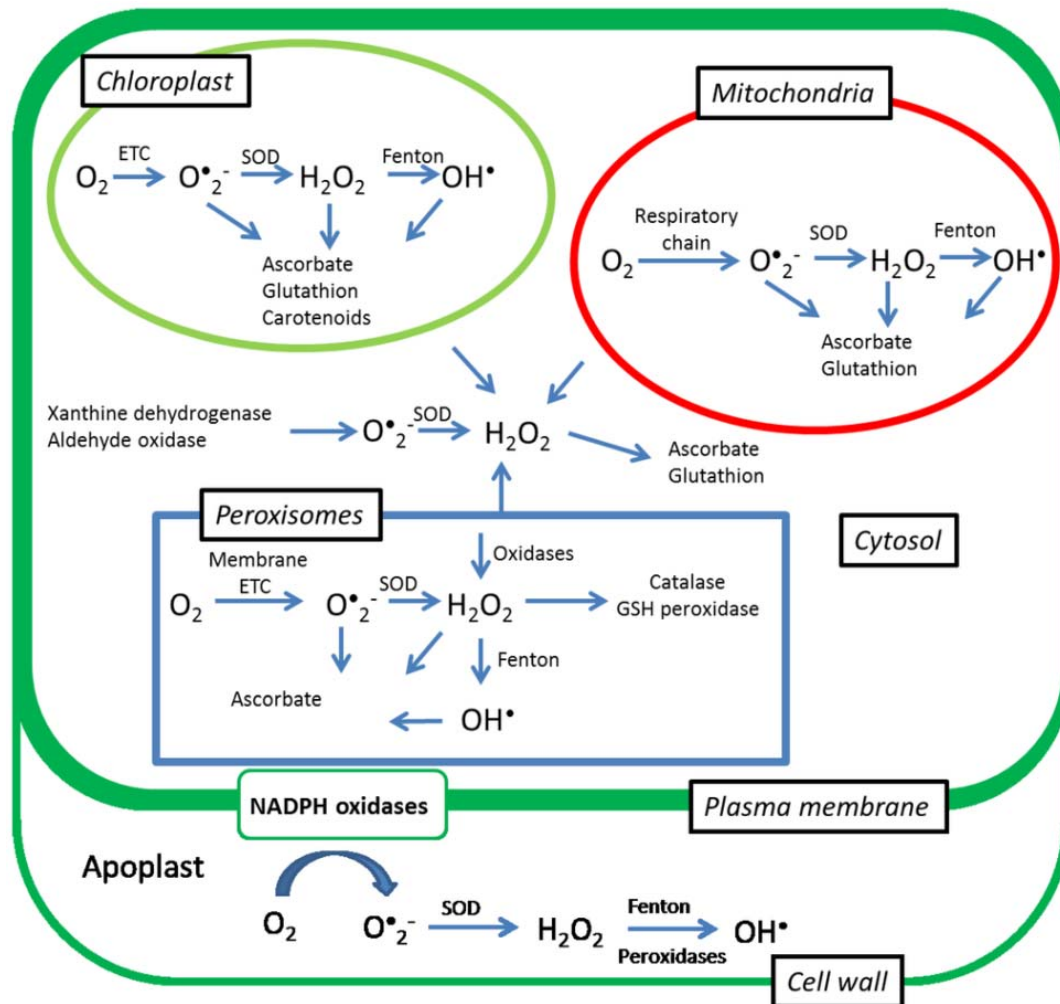 Chloroplast
ETC
SOD
Fenton
O₂
O•₂⁻
H₂O₂
OH•
Ascorbate
Glutathion
Carotenoids
Mitochondria
Respiratory
chain
SOD
Fenton
O₂
O•₂⁻
H₂O₂
OH•
Ascorbate
Glutathion
Xanthine dehydrogenase
Aldehyde oxidase
O•₂⁻
SOD
H₂O₂
Ascorbate
Glutathion
Peroxisomes
Cytosol
Membrane
ETC
SOD
Oxidases
O₂
O•₂⁻
H₂O₂
Catalase
GSH peroxidase
Fenton
Ascorbate
OH•
NADPH oxidases
Plasma membrane
Apoplast
O₂
O•₂⁻
SOD
H₂O₂
Fenton
Peroxidases
OH•
Cell wall